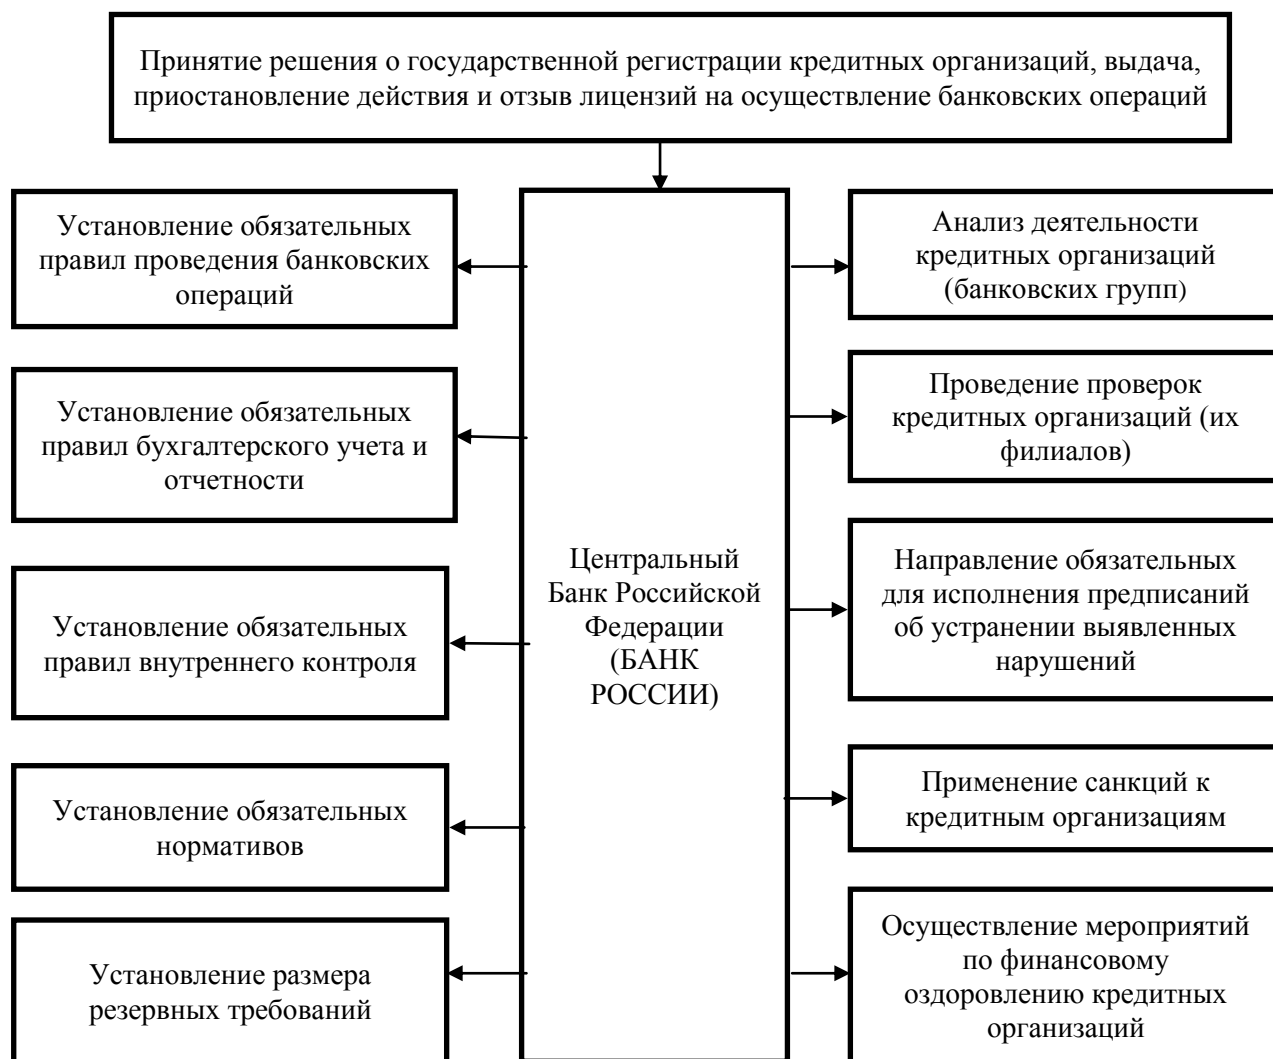 Принятие решения о государственной регистрации кредитных организаций, выдача,
приостановление действия и отзыв лицензий на осуществление банковских операций
Установление обязательных
правил проведения банковских
операций
Установление обязательных
правил бухгалтерского учета и
отчетности
Установление обязательных
правил внутреннего контроля
Установление обязательных
нормативов
Установление размера
резервных требований
Центральный
Банк Российской
Федерации
(БАНК
РОССИИ)
Анализ деятельности
кредитных организаций
(банковских групп)
Проведение проверок
кредитных организаций (их
филиалов)
Направление обязательных
для исполнения предписаний
об устранении выявленных
нарушений
Применение санкций к
кредитным организациям
Осуществление мероприятий
по финансовому
оздоровлению кредитных
организаций